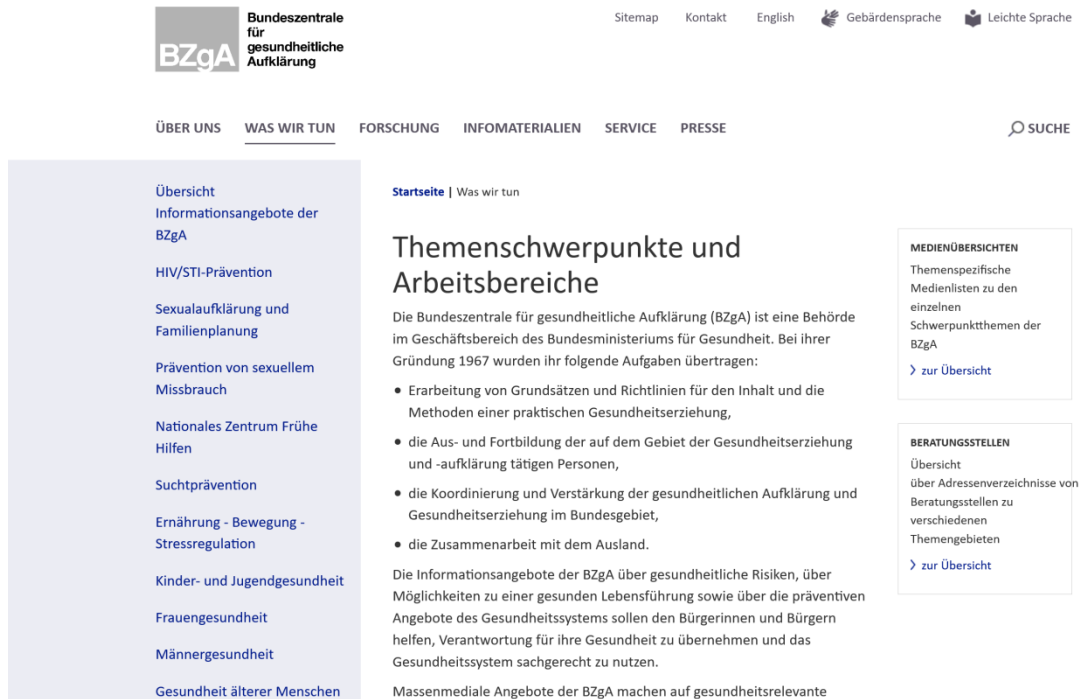 BZgA
Bundeszentrale
für
gesundheitliche
Aufklärung
Sitemap Kontakt English Gebärdensprache Leichte Sprache
ÜBER UNS WAS WIR TUN FORSCHUNG INFOMATERIALIEN SERVICE PRESSE SUCHE
Übersicht
Informationsangebote der
BZgA
HIV/STI-Prävention
Sexualaufklärung und
Familienplanung
Prävention von sexuellem
Missbrauch
Nationales Zentrum Frühe
Hilfen
Suchtprävention
Ernährung - Bewegung -
Stressregulation
Kinder- und Jugendgesundheit
Frauengesundheit
Männergesundheit
Gesundheit älterer Menschen
Startseite | Was wir tun
Themenschwerpunkte und
Arbeitsbereiche
Die Bundeszentrale für gesundheitliche Aufklärung (BZgA) ist eine Behörde
im Geschäftsbereich des Bundesministeriums für Gesundheit. Bei ihrer
Gründung 1967 wurden ihr folgende Aufgaben übertragen:
• Erarbeitung von Grundsätzen und Richtlinien für den Inhalt und die
Methoden einer praktischen Gesundheitserziehung,
• die Aus- und Fortbildung der auf dem Gebiet der Gesundheitserziehung
und -aufklärung tätigen Personen,
• die Koordinierung und Verstärkung der gesundheitlichen Aufklärung und
Gesundheitserziehung im Bundesgebiet,
• die Zusammenarbeit mit dem Ausland.
Die Informationsangebote der BZgA über gesundheitliche Risiken, über
Möglichkeiten zu einer gesunden Lebensführung sowie über die präventiven
Angebote des Gesundheitssystems sollen den Bürgerinnen und Bürgern
helfen, Verantwortung für ihre Gesundheit zu übernehmen und das
Gesundheitssystem sachgerecht zu nutzen.
Massenmediale Angebote der BZgA machen auf gesundheitsrelevante
MEDIENÜBERSICHTEN
Themenspezifische
Medienlisten zu den
einzelnen
Schwerpunktthemen der
BZgA
zur Übersicht
BERATUNGSSTELLEN
Übersicht
über Adressenverzeichnisse von
Beratungsstellen zu
verschiedenen
Themengebieten
zur Übersicht